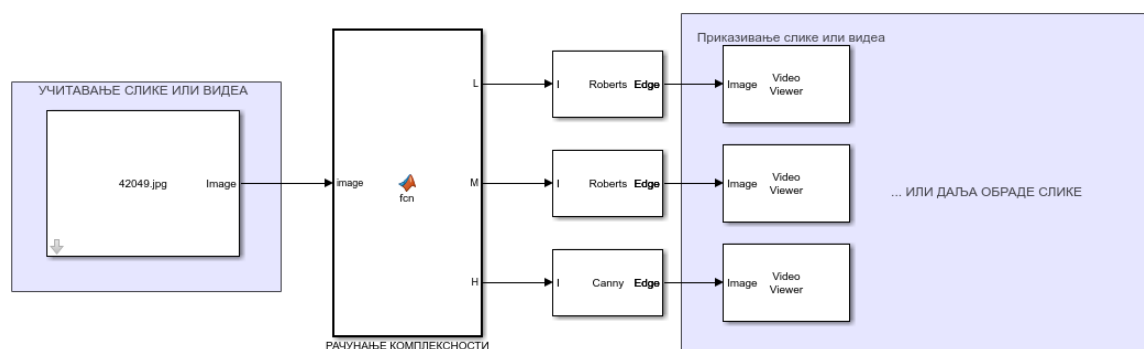 УЧИТАВАЊЕ СЛИКЕ ИЛИ ВИДЕА
42049.jpg
Image
image
fcn
L
M
H
РАЧУНАЊЕ КОМПЛЕКСНОСТИ
I
Roberts
Edge
I
Roberts
Edge
I
Canny
Edge
Приказивање слике или видеа
Image
Video
Viewer
Image
Video
Viewer
Image
Video
Viewer
... ИЛИ ДАЉА ОБРАДЕ СЛИКЕ